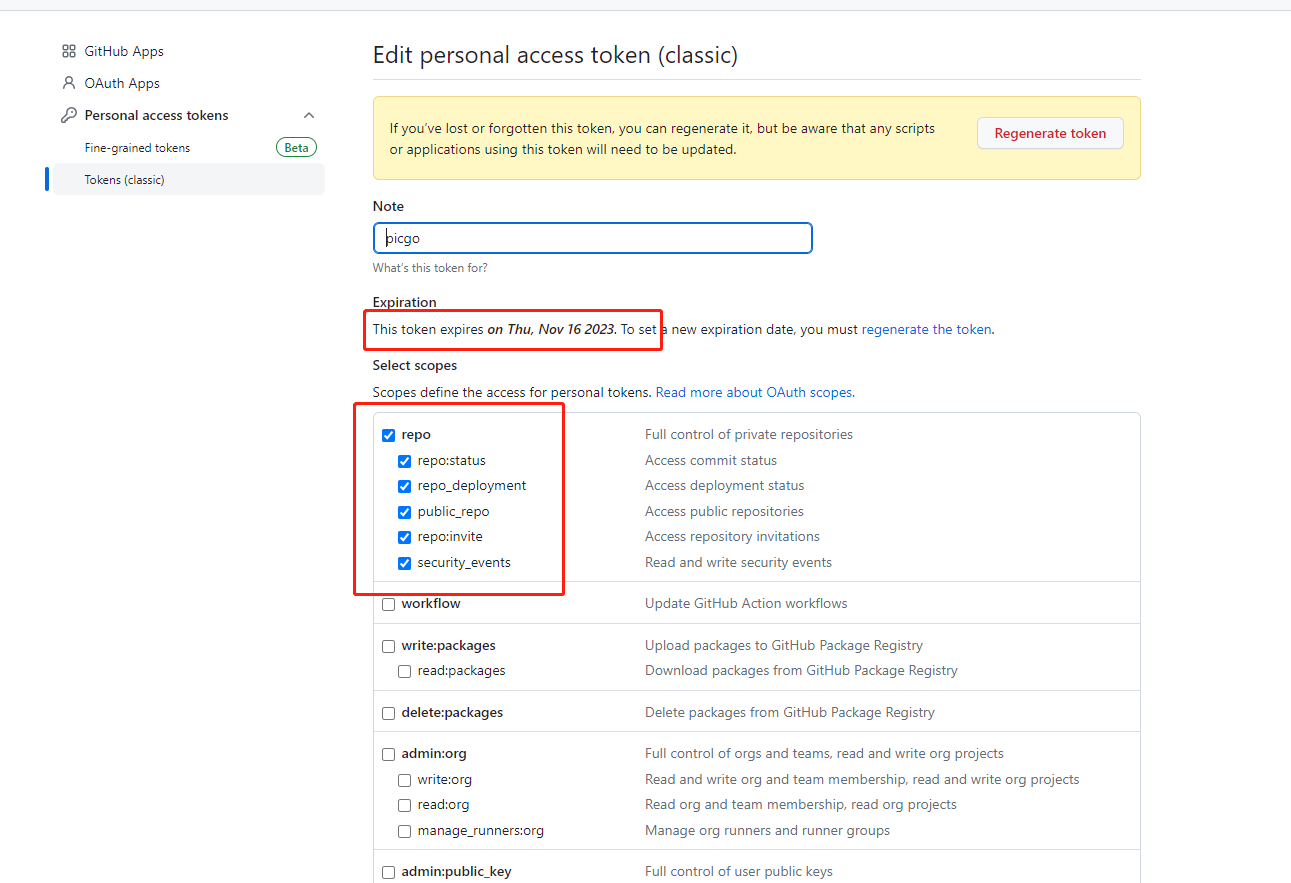 GitHub Apps
OAuth Apps
Personal access tokens
Fine-grained tokens Beta
Tokens (classic)
Edit personal access token (classic)
If you’ve lost or forgotten this token, you can regenerate it, but be aware that any scripts
or applications using this token will need to be updated.
Regenerate token
Note
picgo
What's this token for?
Expiration
This token expires on Thu, Nov 16 2023. To set a new expiration date, you must regenerate the token.
Select scopes
Scopes define the access for personal tokens. Read more about OAuth scopes.
repo Full control of private repositories
repo:status Access commit status
repo_deployment Access deployment status
public_repo Access public repositories
repo:invite Access repository invitations
security_events Read and write security events
workflow Update GitHub Action workflows
write:packages Upload packages to GitHub Package Registry
read:packages Download packages from GitHub Package Registry
delete:packages Delete packages from GitHub Package Registry
admin:org Full control of orgs and teams, read and write org projects
write:org Read and write org and team membership, read and write org projects
read:org Read org and team membership, read org projects
manage_runners:org Manage org runners and runner groups
admin:public_key Full control of user public keys